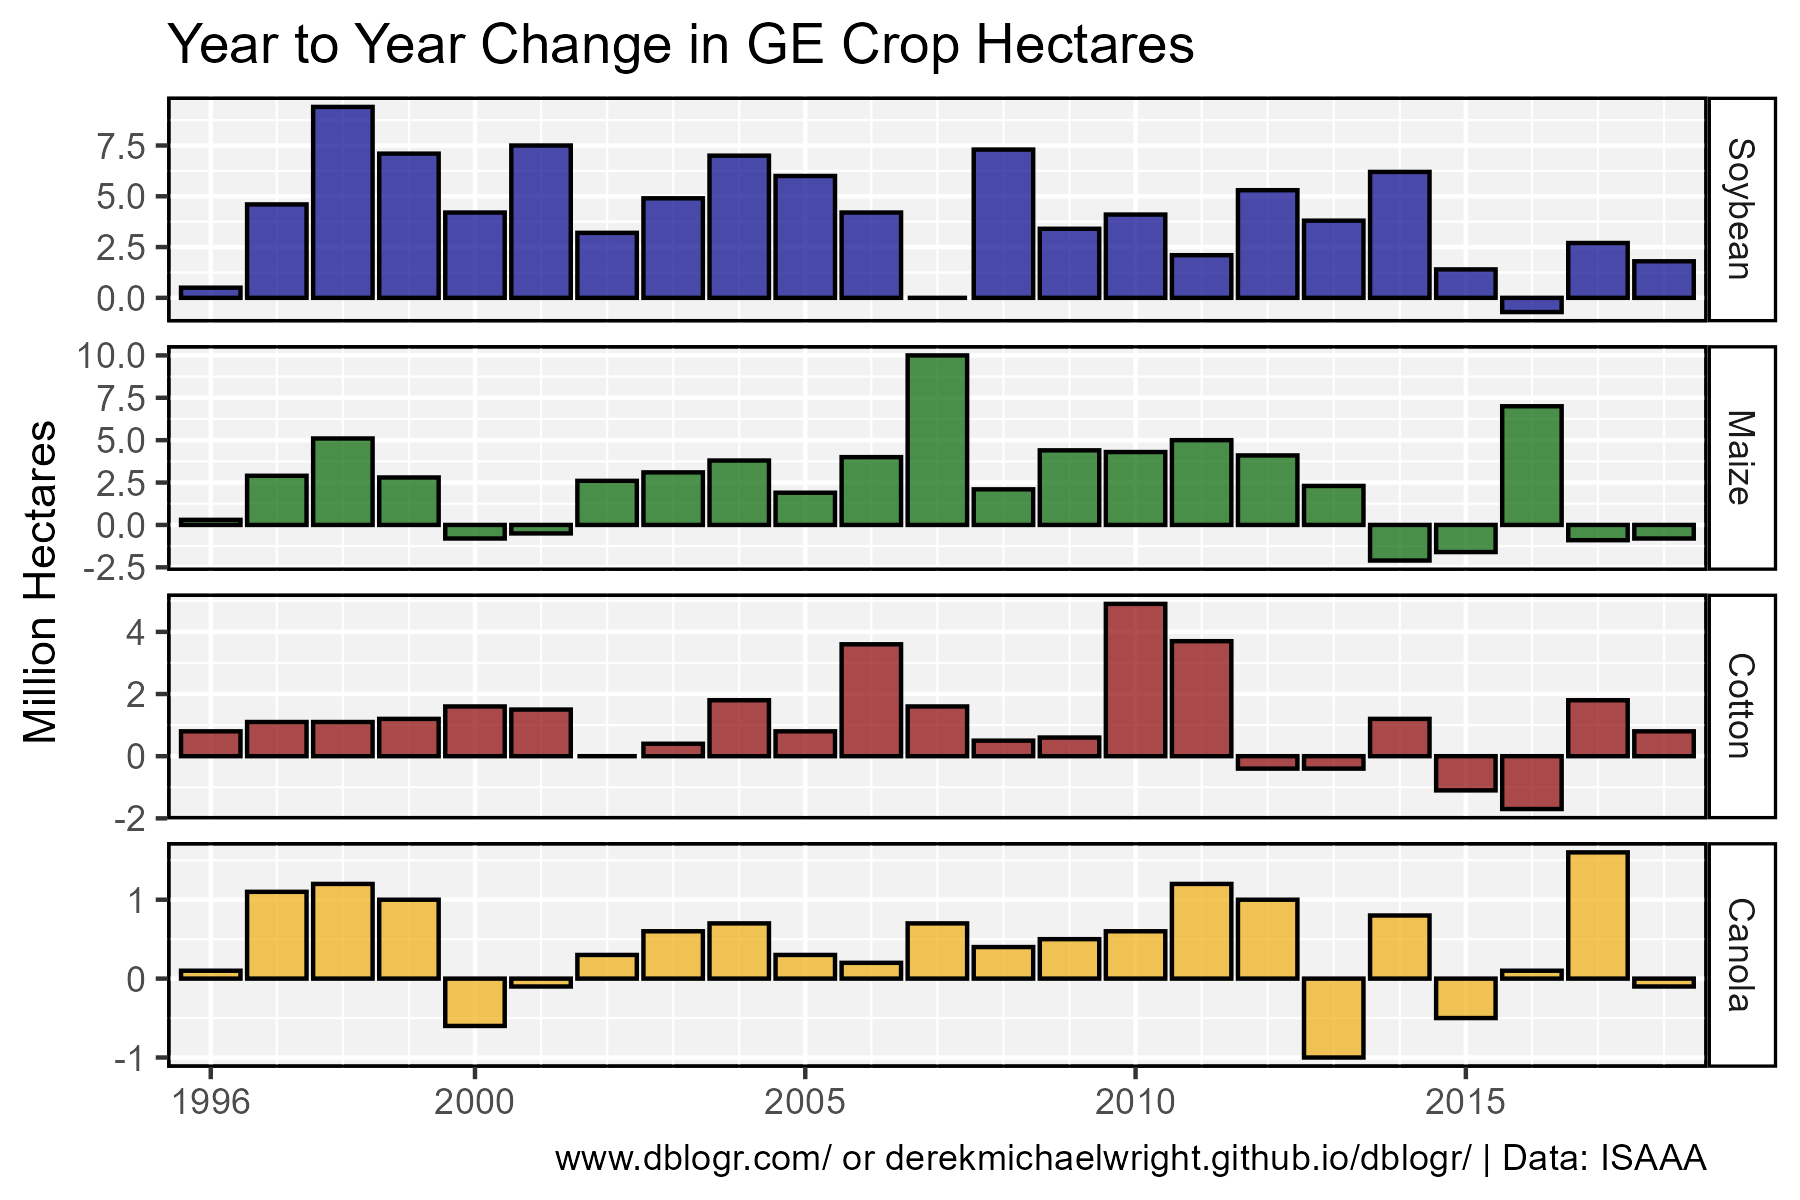 Year to Year Change in GE Crop Hectares
Million Hectares
7.5
5.0
2.5
0.0
Soybean
10.0
7.5
5.0
2.5
0.0
-2.5
Maize
4
2
0
-2
Cotton
1
0
-1
Canola
1996 2000 2005 2010 2015
www.dblogr.com/ or derekmichaelwright.github.io/dblogr/ | Data: ISAAA